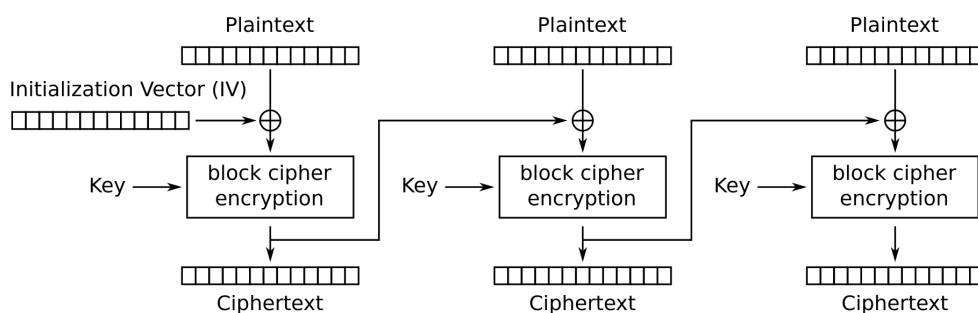 Plaintext
Plaintext
Plaintext
Initialization Vector (IV)
Key
block cipher
encryption
Key
block cipher
encryption
Key
block cipher
encryption
Ciphertext
Ciphertext
Ciphertext